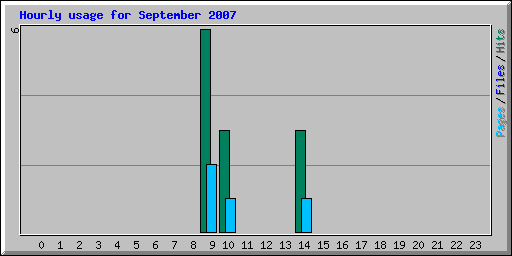 Hourly usage for September 2007
6
Pages/Files/Hits
0 1 2 3 4 5 6 7 8 9 10 11 12 13 14 15 16 17 18 19 20 21 22 23